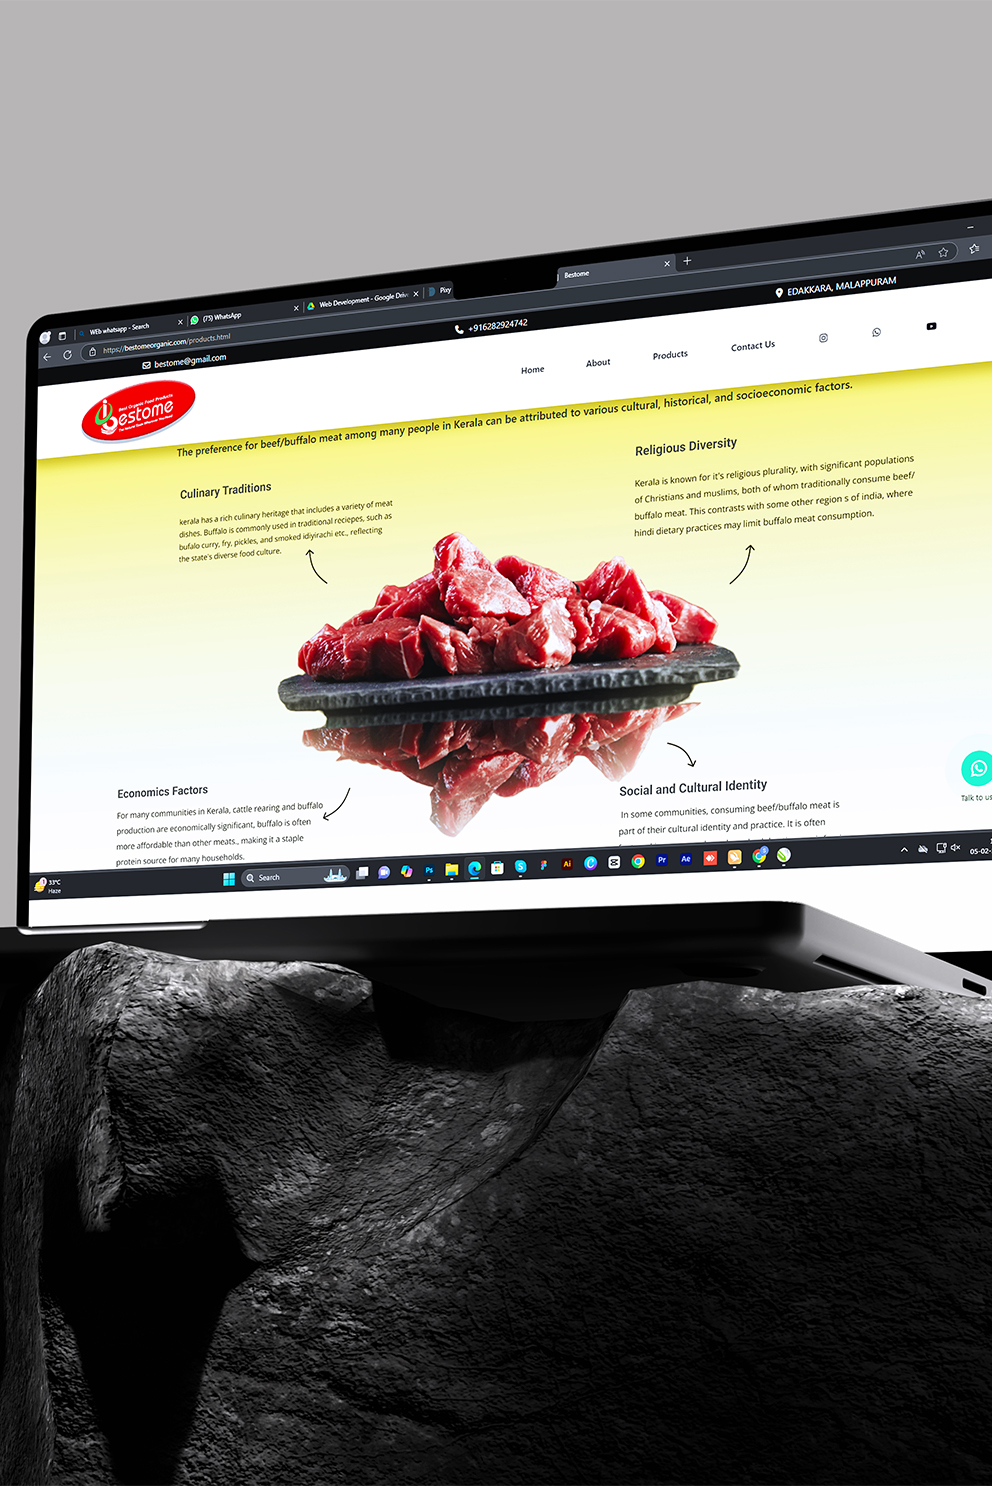 WEb whatsapp - Search
(75) WhatsApp
Web Development - Google Driv
Pixy
Bestome
https://bestomeorganic.com/products.html
bestome@gmail.com
+916282924742
EDAKKARA, MALAPPURAM
Best Organic Food Products
Bestome
Home
About
Products
Contact Us
The preference for beef/buffalo meat among many people in Kerala can be attributed to various cultural, historical, and socioeconomic factors.
Culinary Traditions
kerala has a rich culinary heritage that includes a variety of meat
dishes. Buffalo is commonly used in traditional reciepes, such as
bufalo curry, fry, pickles, and smoked idiyirachi etc., reflecting
the state's diverse food culture.
Religious Diversity
Kerala is known for it's religious plurality, with significant populations
of Christians and muslims, both of whom traditionally consume beef/
buffalo meat. This contrasts with some other region s of india, where
hindi dietary practices may limit buffalo meat consumption.
Economics Factors
For many communities in Kerala, cattle rearing and buffalo
production are economically significant, buffalo is often
more affordable than other meats., making it a staple
protein source for many households.
Social and Cultural Identity
In some communities, consuming beef/buffalo meat is
part of their cultural identity and practice. It is often
Talk to us
33°C
Haze
Search
Ps
Ai
Pr
Ae
05-02-